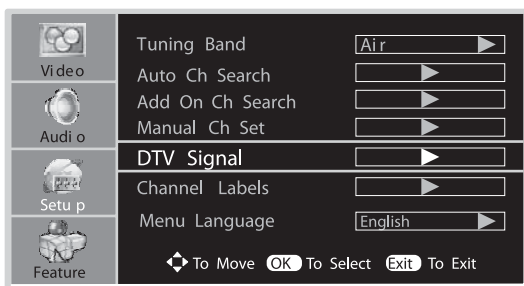 Video
Audio
Setup
Feature
Tuning Band Air
Auto Ch Search
Add On Ch Search
Manual Ch Set
DTV Signal
Channel Labels
Menu Language English
To Move OK To Select Exit To Exit